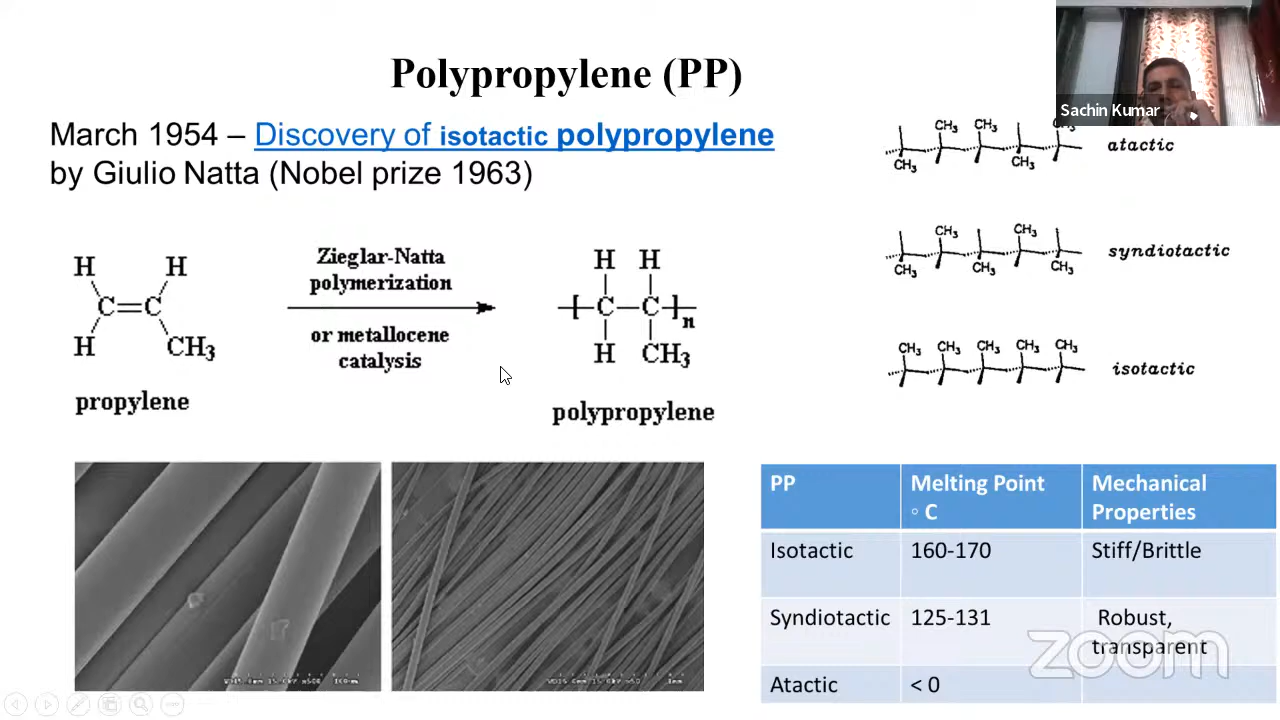 Polypropylene (PP)
Sachin Kumar
March 1954 – Discovery of isotactic polypropylene
by Giulio Natta (Nobel prize 1963)
CH₃ CH₃ CH₃
CH₃ CH₃
atactic
CH₃ CH₃
CH₃ CH₃ CH₃
syndiotactic
CH₃ CH₃ CH₃ CH₃ CH₃
isotactic
H H
C=C
H CH₃
propylene
Zieglar-Natta
polymerization
or metallocene
catalysis
H H
[C—C]n
H CH₃
polypropylene
PP Melting Point Mechanical
◦ C Properties
Isotactic 160-170 Stiff/Brittle
Syndiotactic 125-131 Robust,
transparent
Atactic < 0
zoom